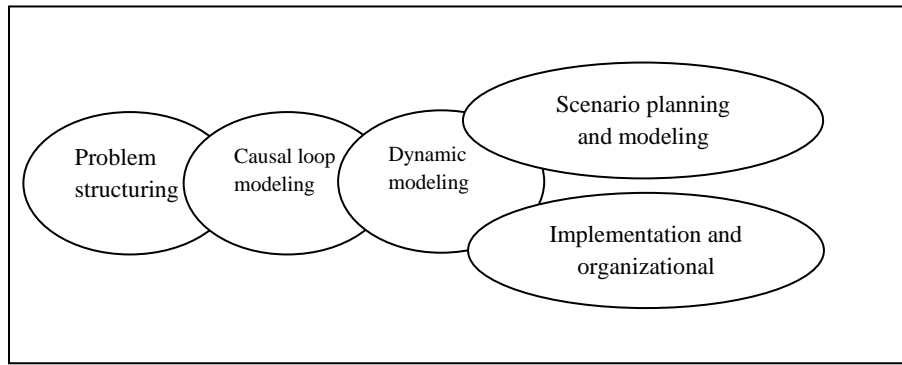 Problem
structuring
Causal loop
modeling
Dynamic
modeling
Scenario planning
and modeling
Implementation and
organizational